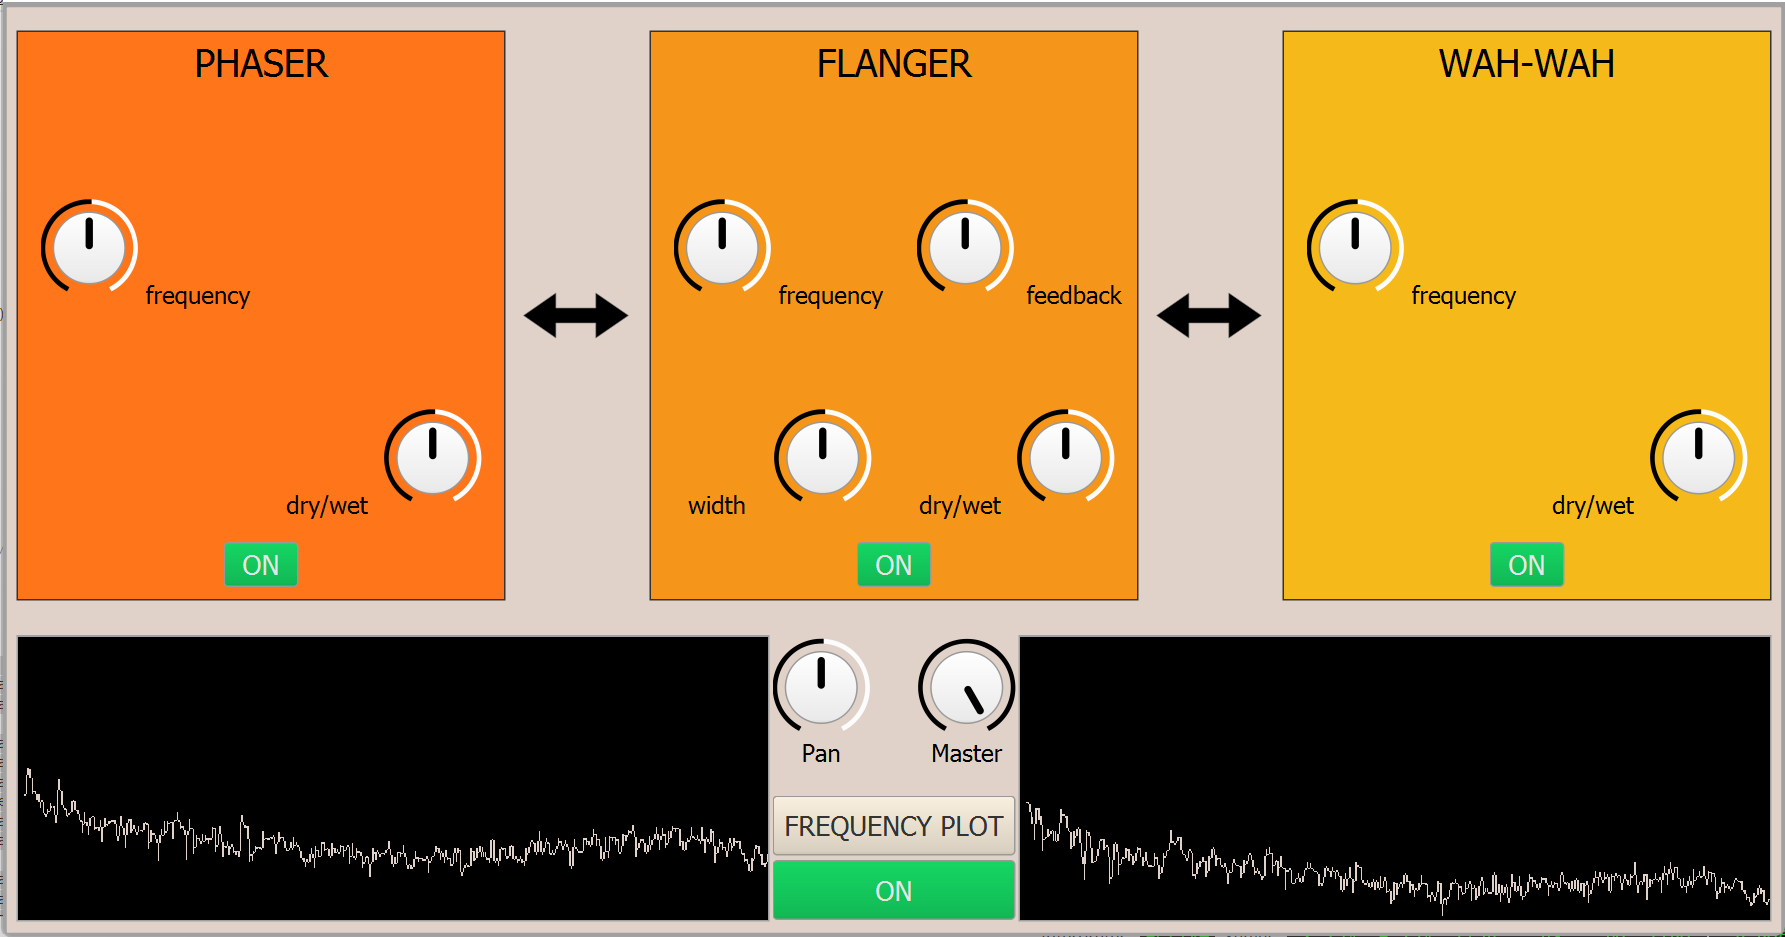 PHASER
frequency
dry/wet
ON
FLANGER
frequency
feedback
width
dry/wet
ON
WAH-WAH
frequency
dry/wet
ON
Pan
Master
FREQUENCY PLOT
ON